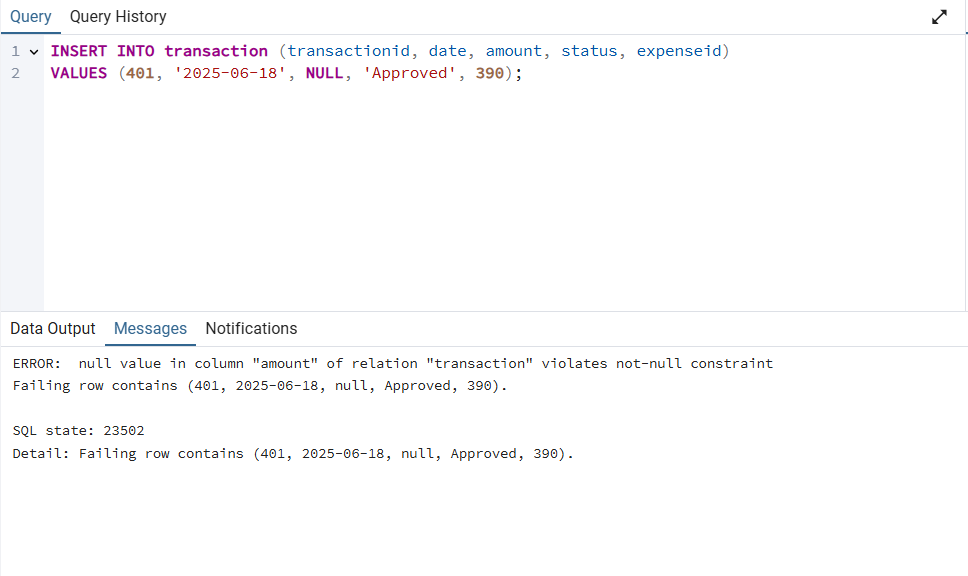 Query Query History
1 INSERT INTO transaction (transactionid, date, amount, status, expenseid)
2 VALUES (401, '2025-06-18', NULL, 'Approved', 390);
Data Output Messages Notifications
ERROR:  null value in column "amount" of relation "transaction" violates not-null constraint
Failing row contains (401, 2025-06-18, null, Approved, 390).
SQL state: 23502
Detail: Failing row contains (401, 2025-06-18, null, Approved, 390).